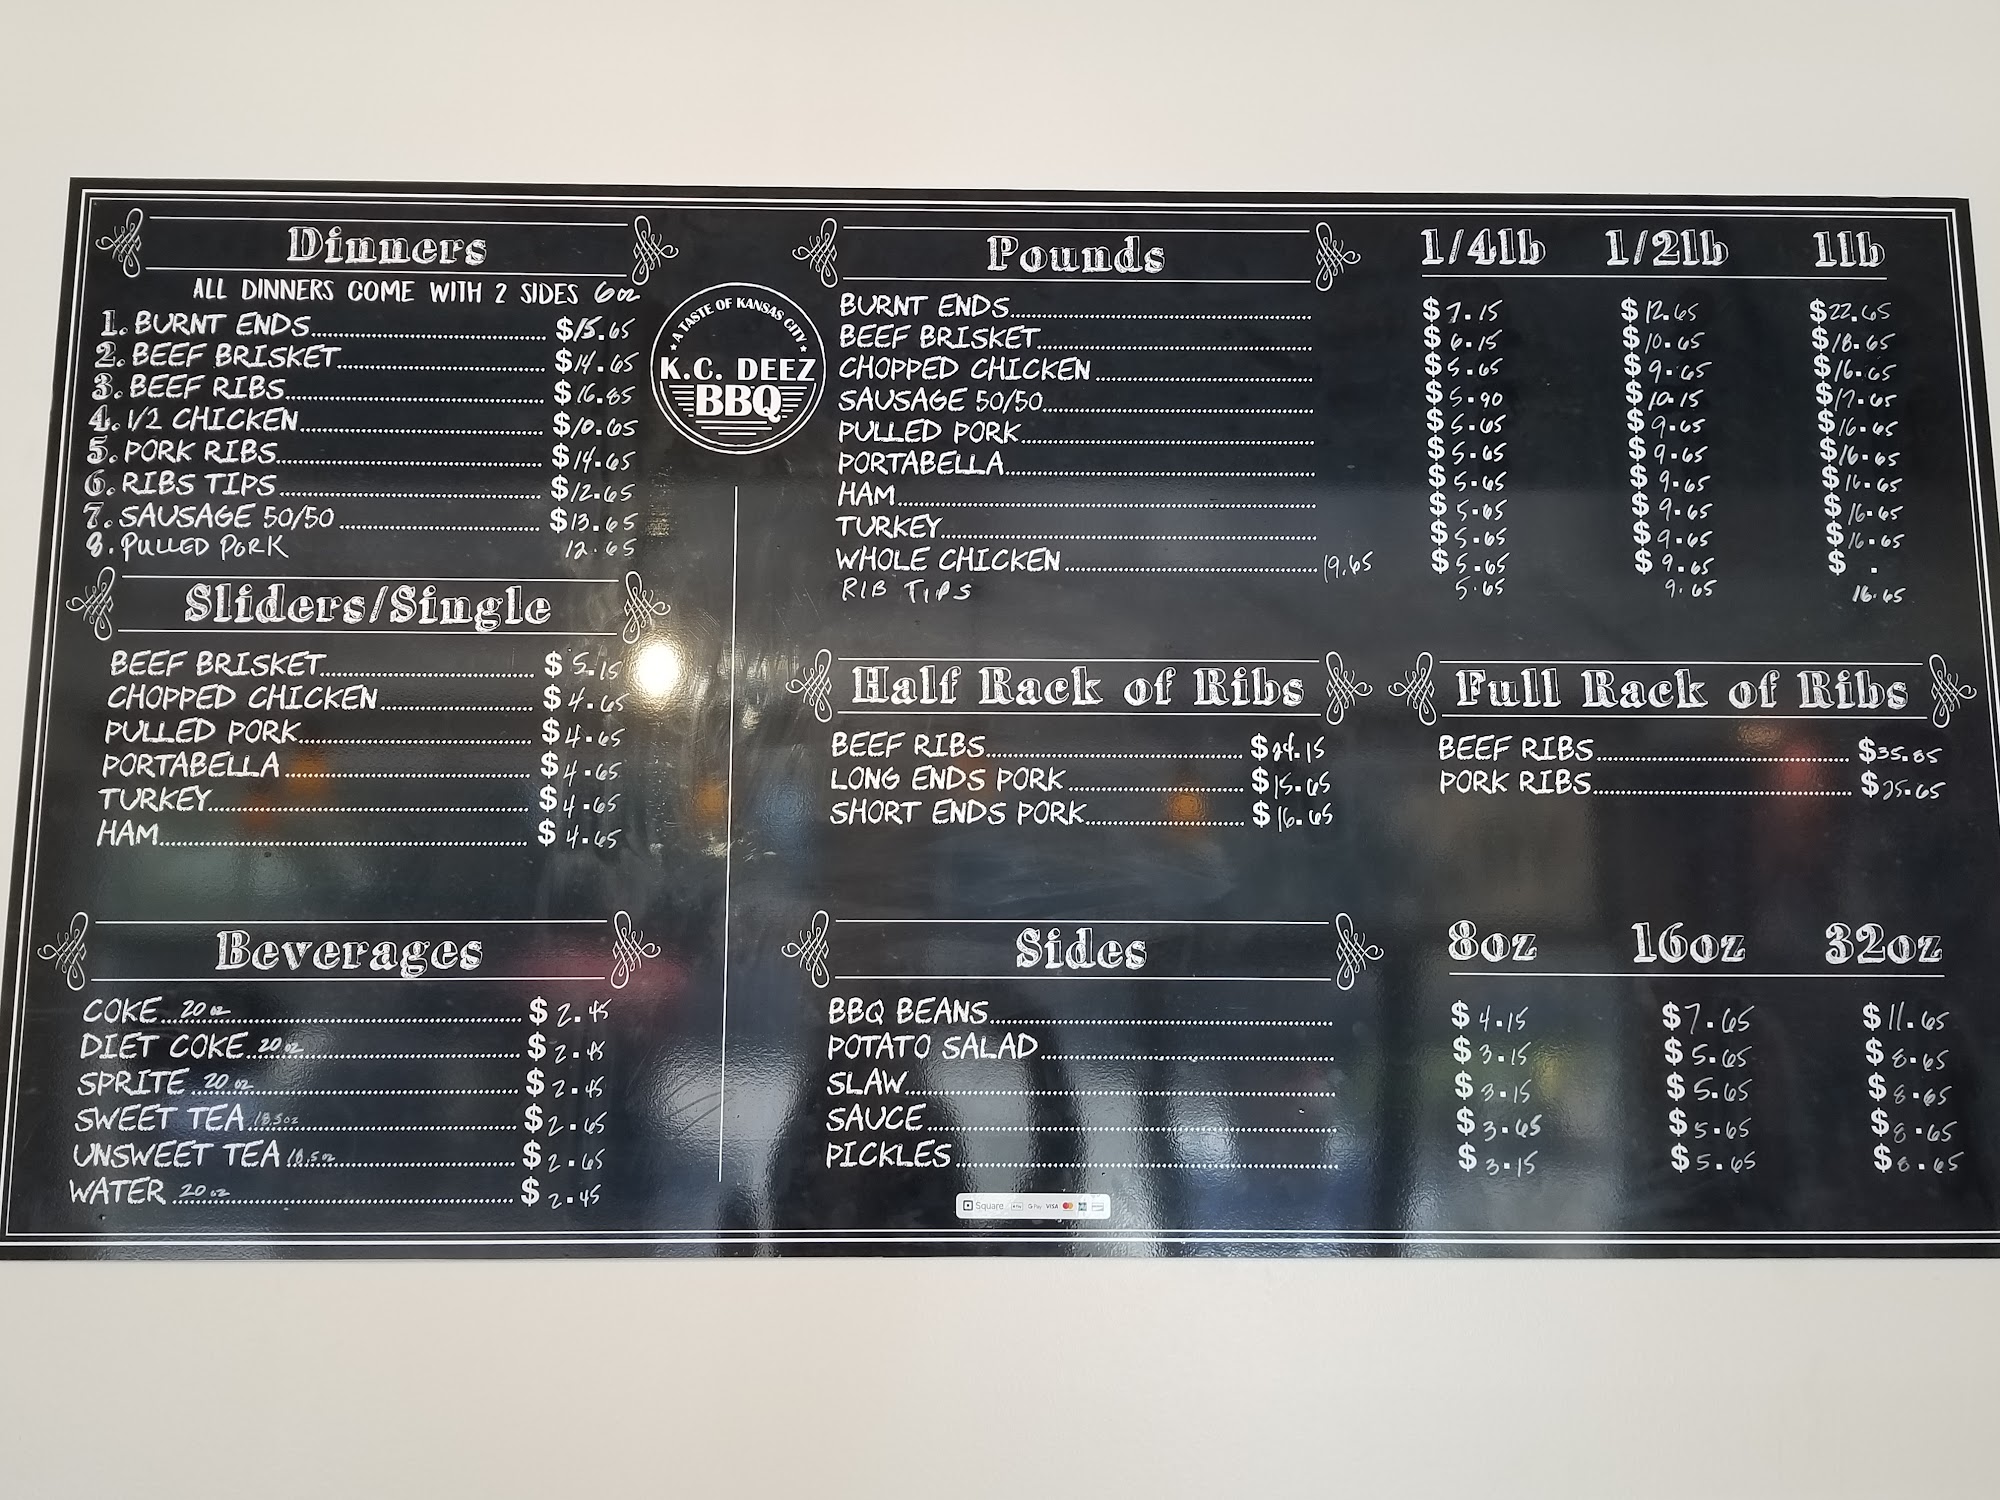 Dinners
ALL DINNERS COME WITH 2 SIDES 6oz
1. BURNT ENDS $15.65
2. BEEF BRISKET $14.65
3. BEEF RIBS $16.85
4. 1/2 CHICKEN $10.65
5. PORK RIBS $14.65
6. RIBS TIPS $12.65
7. SAUSAGE 50/50 $13.65
8. PULLED PORK 12.65
Sliders/Single
BEEF BRISKET $5.15
CHOPPED CHICKEN $4.65
PULLED PORK $4.65
PORTABELLA $4.65
TURKEY $4.65
HAM $4.65
Beverages
COKE 20oz $2.45
DIET COKE 20oz $2.45
SPRITE 20oz $2.45
SWEET TEA 18.5oz $2.65
UNSWEET TEA 18.5oz $2.65
WATER 20oz $2.45
★ A TASTE OF KANSAS CITY ★
K.C. DEEZ
BBQ
Pounds 1/4lb 1/2lb 1lb
BURNT ENDS $7.15 $12.65 $22.65
BEEF BRISKET $6.15 $10.65 $18.65
CHOPPED CHICKEN $5.65 $9.65 $16.65
SAUSAGE 50/50 $5.90 $10.15 $17.65
PULLED PORK $5.65 $9.65 $16.65
PORTABELLA $5.65 $9.65 $16.65
HAM $5.65 $9.65 $16.65
TURKEY $5.65 $9.65 $16.65
WHOLE CHICKEN 19.65 $5.65 $9.65 $16.65
RIB TIPS $5.65 $9.65 $ .
5.65 9.65 16.65
Half Rack of Ribs
BEEF RIBS $24.15
LONG ENDS PORK $15.65
SHORT ENDS PORK $16.65
Full Rack of Ribs
BEEF RIBS $35.85
PORK RIBS $25.65
Sides 8oz 16oz 32oz
BBQ BEANS $4.15 $7.65 $11.65
POTATO SALAD $3.15 $5.65 $8.65
SLAW $3.15 $5.65 $8.65
SAUCE $3.65 $5.65 $8.65
PICKLES $3.15 $5.65 $8.65
Square Pay G Pay VISA